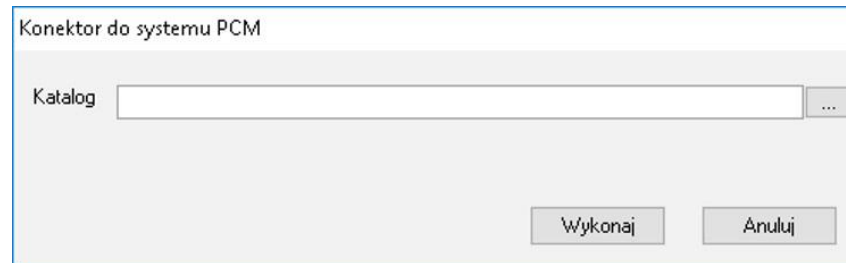 Konektor do systemu PCM
Katalog
...
Wykonaj
Anuluj